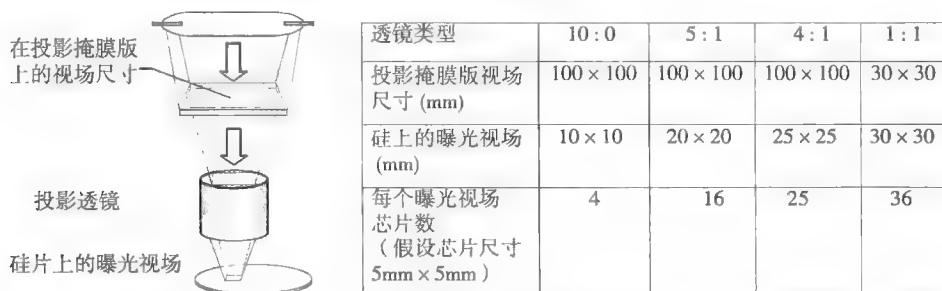 在投影掩膜版
上的视场尺寸
投影透镜
硅片上的曝光视场
透镜类型 10 : 0 5 : 1 4 : 1 1 : 1
投影掩膜版视场 100 × 100 100 × 100 100 × 100 30 × 30
尺寸 (mm)
硅上的曝光视场 10 × 10 20 × 20 25 × 25 30 × 30
(mm)
每个曝光视场 4 16 25 36
芯片数
（假设芯片尺寸
5mm × 5mm）